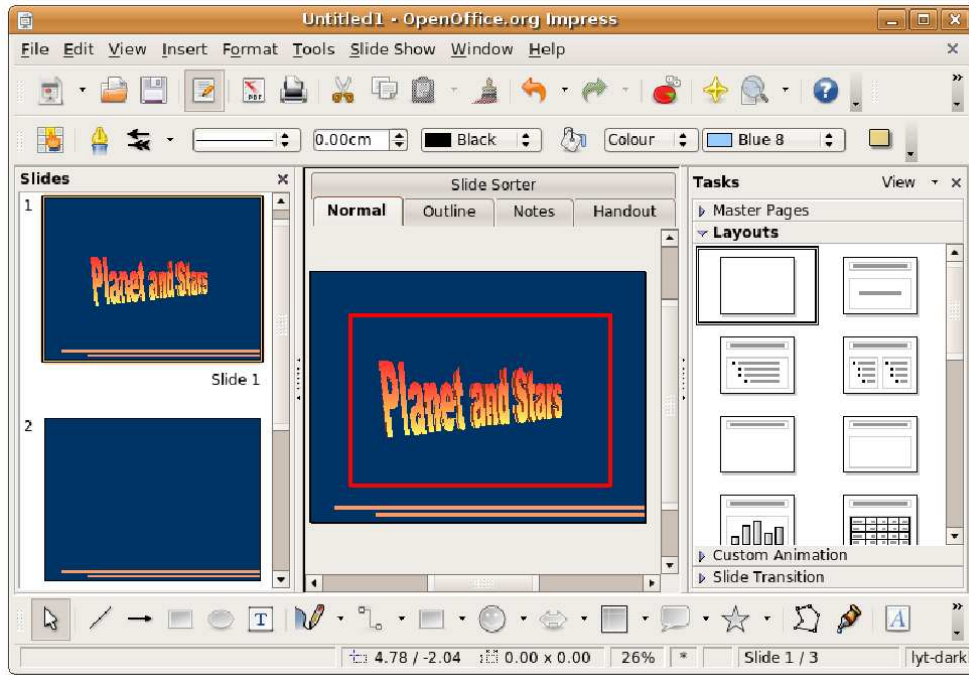 Untitled1 - OpenOffice.org Impress
File Edit View Insert Format Tools Slide Show Window Help
PDF
0.00cm Black Colour Blue 8
Slides
1
Planet and Stars
Slide 1
2
Slide Sorter
Normal Outline Notes Handout
Planet and Stars
Tasks View
Master Pages
Layouts
Custom Animation
Slide Transition
T A
4.78 / -2.04 0.00 x 0.00 26% * Slide 1 / 3 lyt-dark